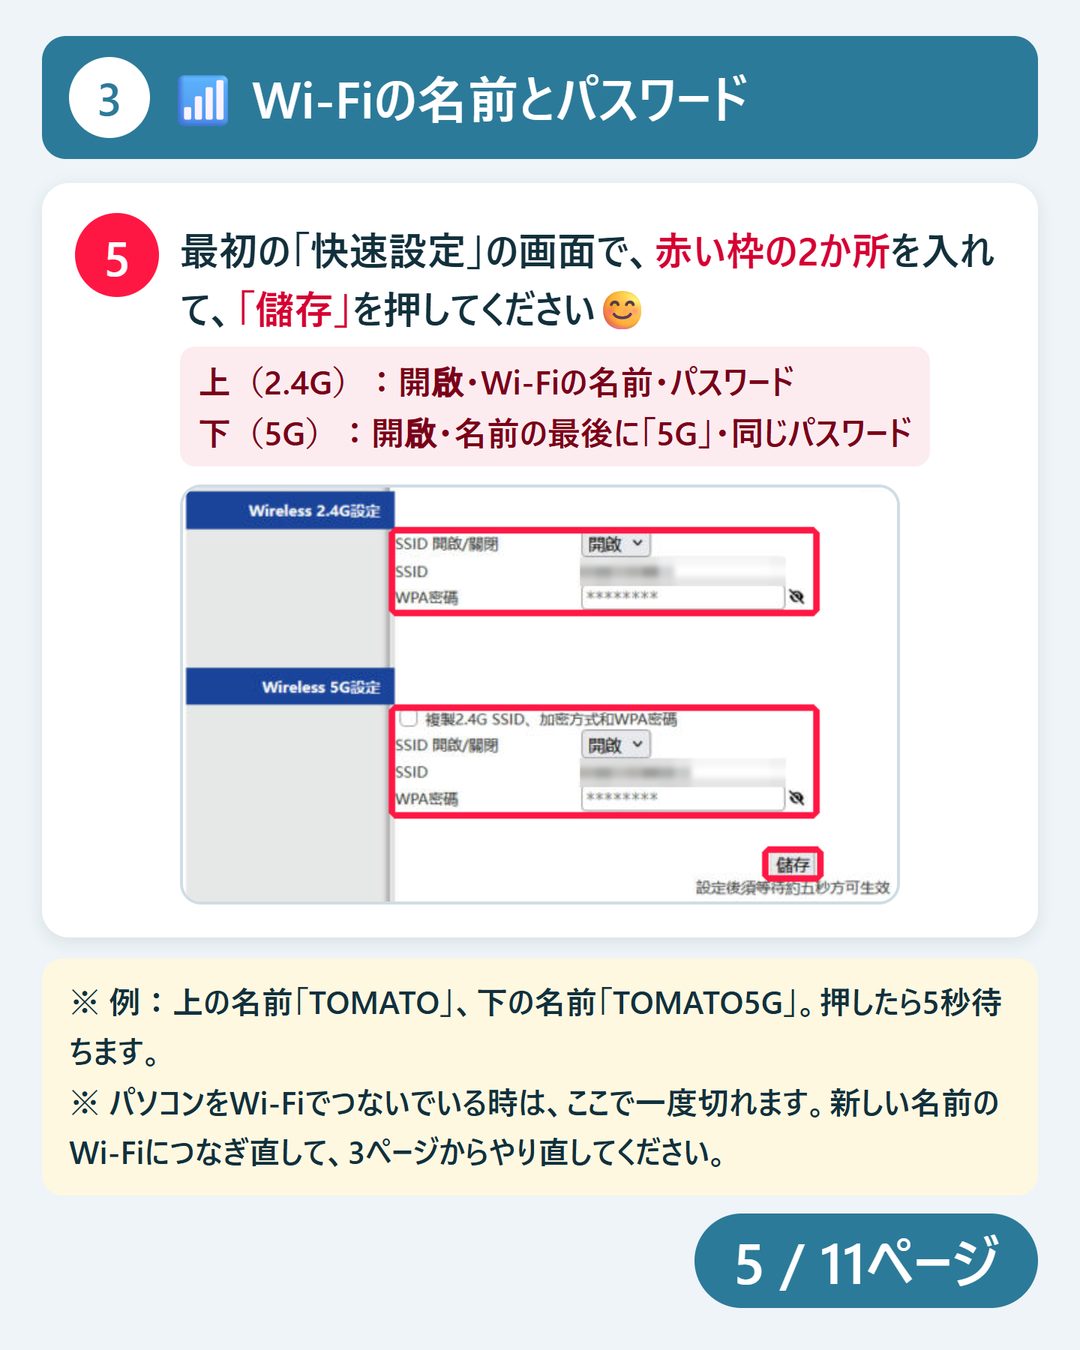 3 📶 Wi-Fiの名前とパスワード
5
最初の「快速設定」の画面で、赤い枠の2か所を入れ
て、「儲存」を押してください😊
上（2.4G）：開啟・Wi-Fiの名前・パスワード
下（5G）：開啟・名前の最後に「5G」・同じパスワード
Wireless 2.4G設定
SSID 開啟/關閉 開啟
SSID
WPA密碼 ********
Wireless 5G設定
複製2.4G SSID、加密方式和WPA密碼
SSID 開啟/關閉 開啟
SSID
WPA密碼 ********
儲存
設定後須等待約五秒方可生效
※ 例：上の名前「TOMATO」、下の名前「TOMATO5G」。押したら5秒待
ちます。
※ パソコンをWi-Fiでつないでいる時は、ここで一度切れます。新しい名前の
Wi-Fiにつなぎ直して、3ページからやり直してください。
5 / 11ページ